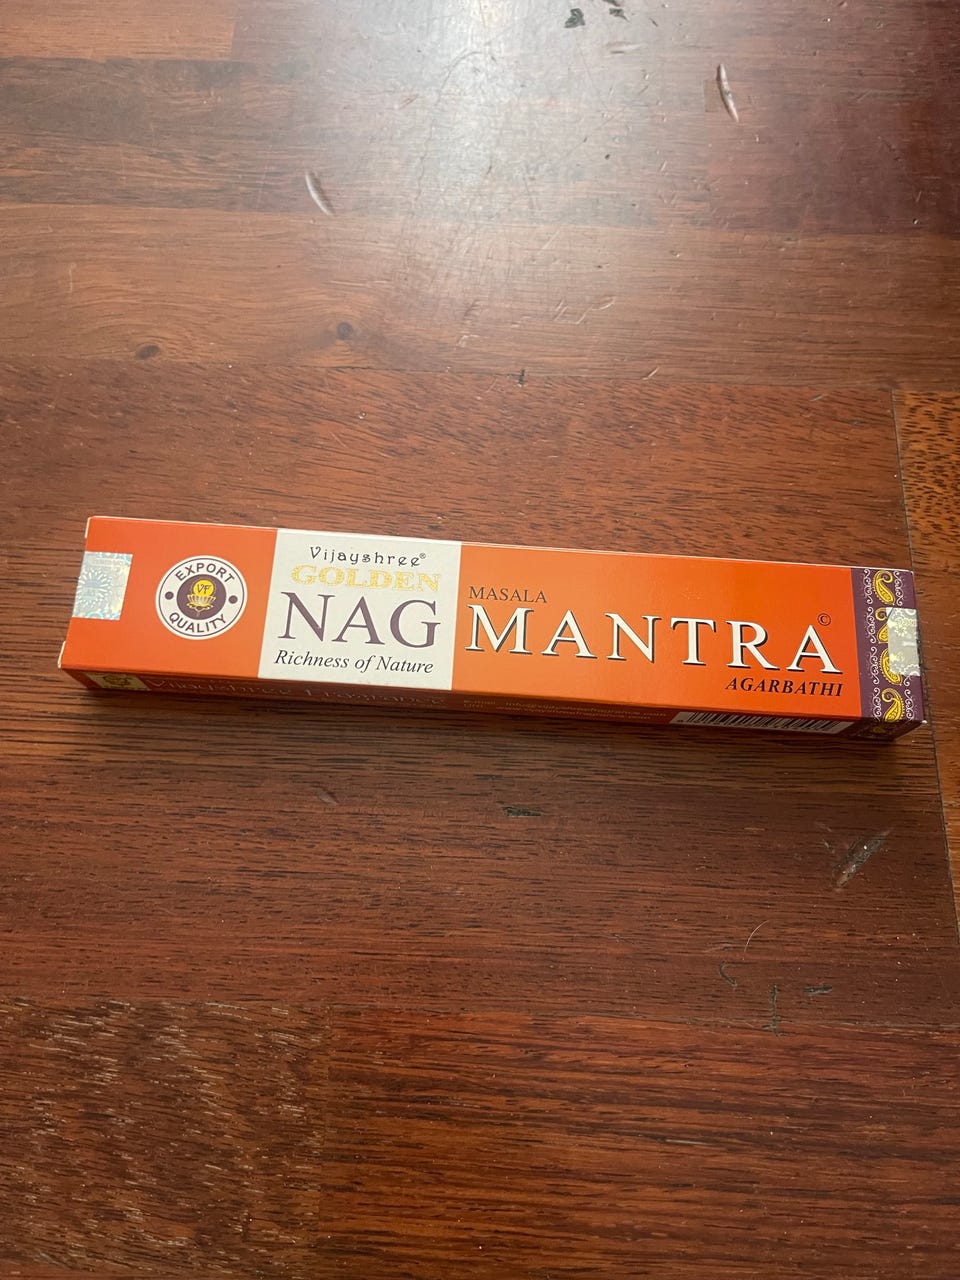 EXPORT
VF
QUALITY
Vijayshree®
GOLDEN
NAG
Richness of Nature
MASALA
MANTRA ©
AGARBATHI